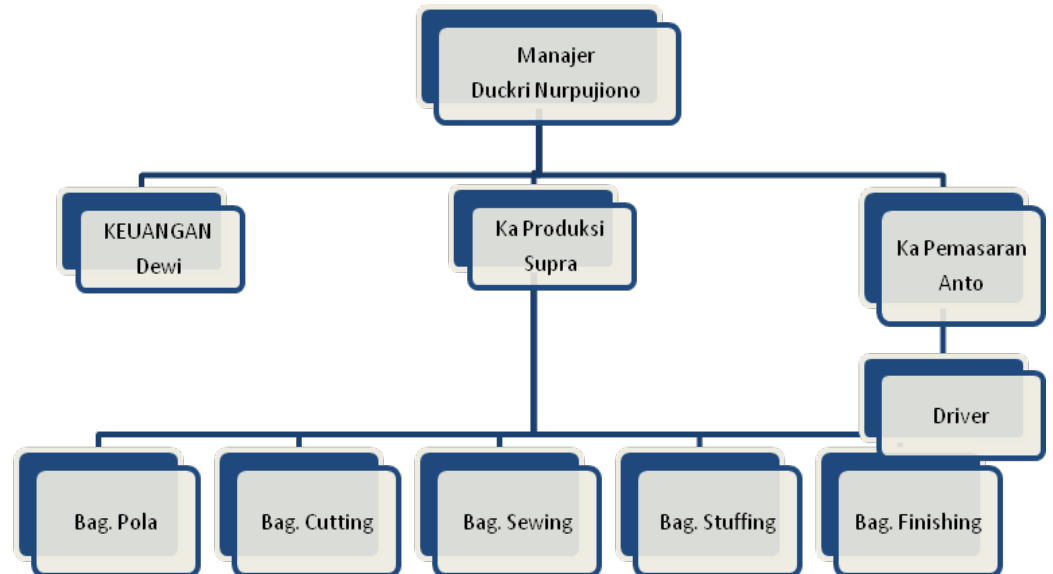 Manajer
Duckri Nurpujiono
KEUANGAN
Dewi
Ka Produksi
Supra
Ka Pemasaran
Anto
Driver
Bag. Pola
Bag. Cutting
Bag. Sewing
Bag. Stuffing
Bag. Finishing